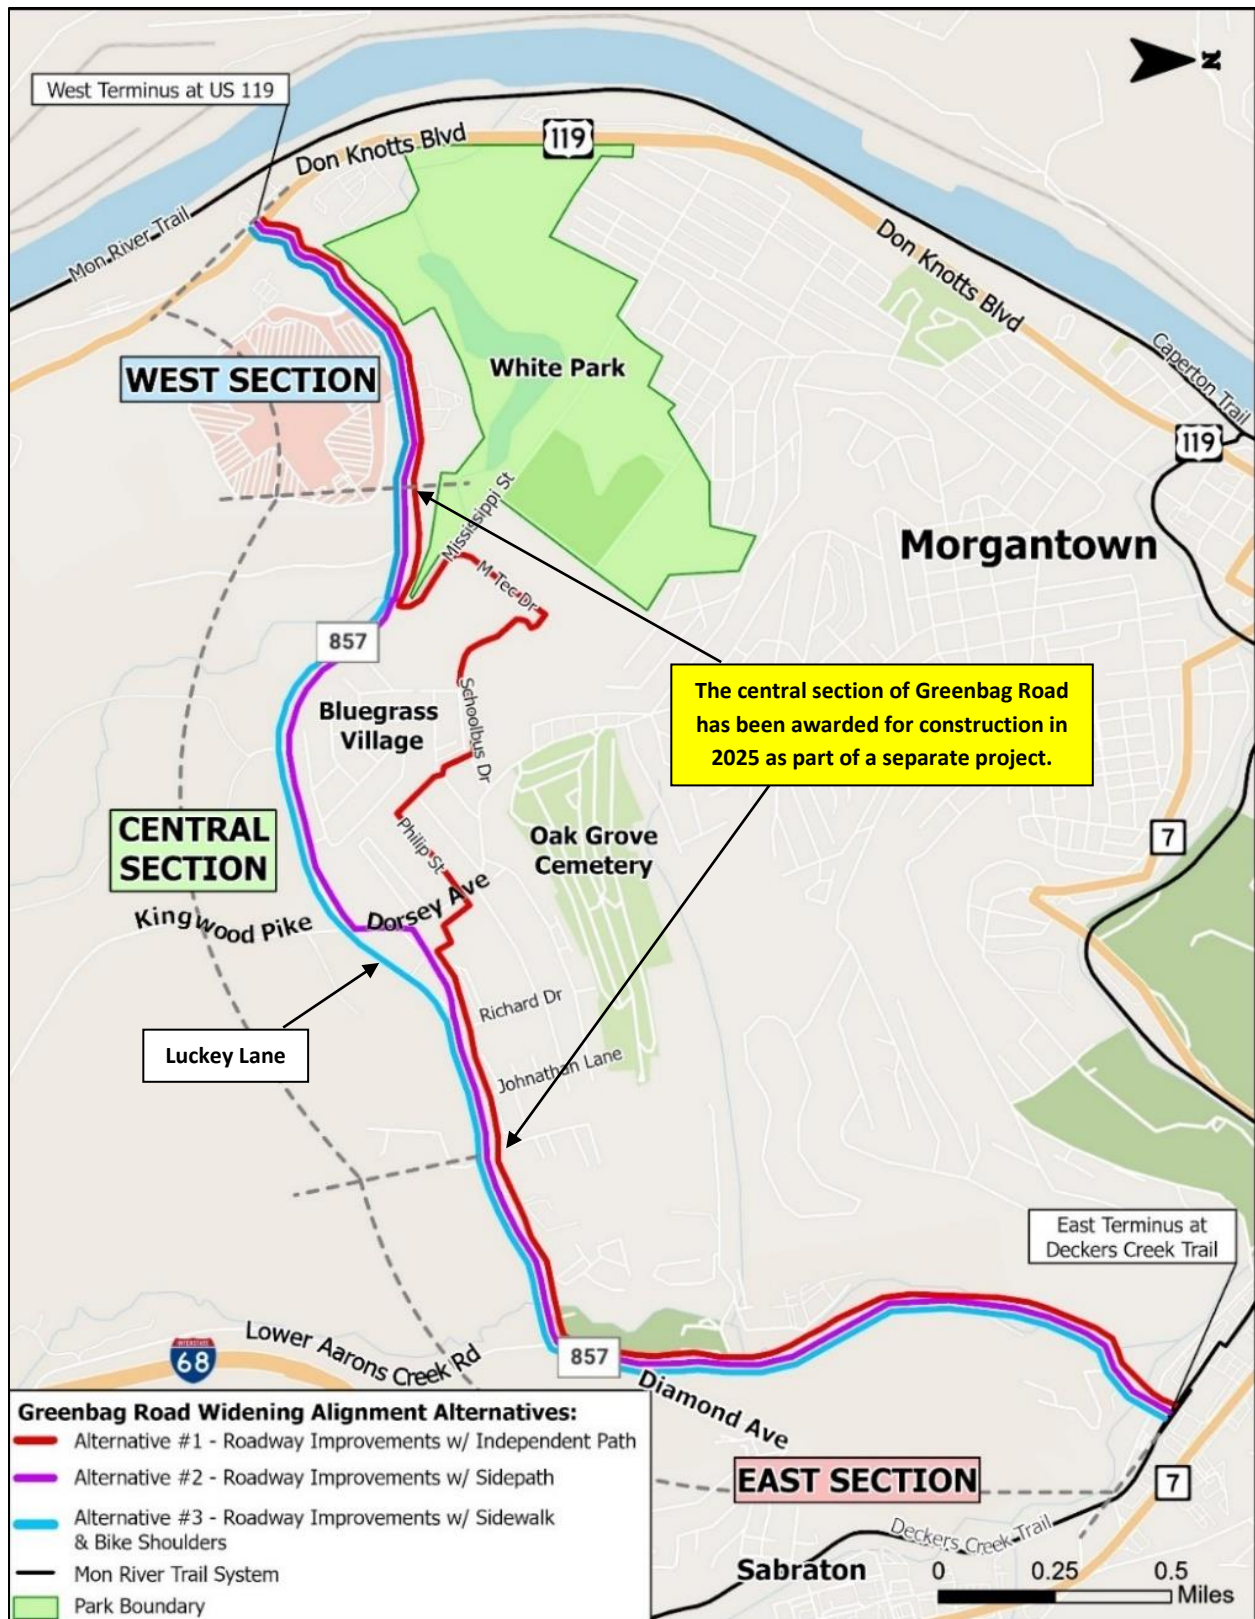 N
West Terminus at US 119
119
Don Knotts Blvd
Mon River Trail
Don Knotts Blvd
WEST SECTION
White Park
Caperton Trail
119
Mississippi St
Morgantown
M Tec Dr
857
The central section of Greenbag Road
has been awarded for construction in
2025 as part of a separate project.
Schoolbus Dr
Bluegrass
Village
CENTRAL
SECTION
Philip St
Oak Grove
Cemetery
7
Kingwood Pike
Dorsey Ave
Richard Dr
Luckey Lane
Johnathan Lane
East Terminus at
Deckers Creek Trail
INTERSTATE
68
Lower Aarons Creek Rd
857
Diamond Ave
Greenbag Road Widening Alignment Alternatives:
Alternative #1 - Roadway Improvements w/ Independent Path
Alternative #2 - Roadway Improvements w/ Sidepath
Alternative #3 - Roadway Improvements w/ Sidewalk
& Bike Shoulders
Mon River Trail System
Park Boundary
EAST SECTION
7
Deckers Creek Trail
Sabraton
0 0.25 0.5
Miles